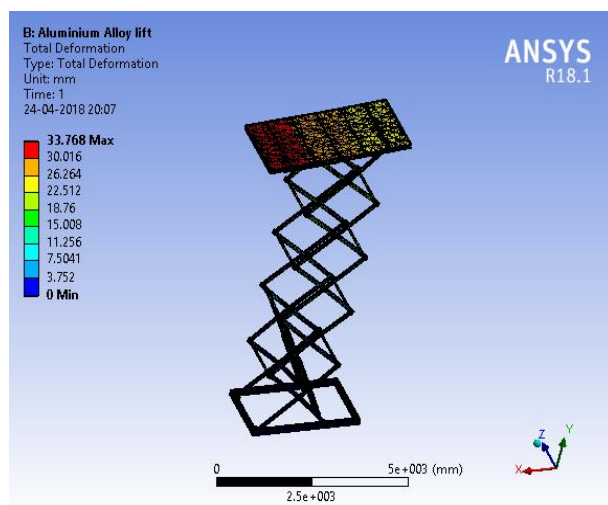 B: Aluminium Alloy lift
Total Deformation
Type: Total Deformation
Unit: mm
Time: 1
24-04-2018 20:07
ANSYS
R18.1
33.768 Max
30.016
26.264
22.512
18.76
15.008
11.256
7.5041
3.752
0 Min
0
5e+003 (mm)
2.5e+003
X
Y
Z